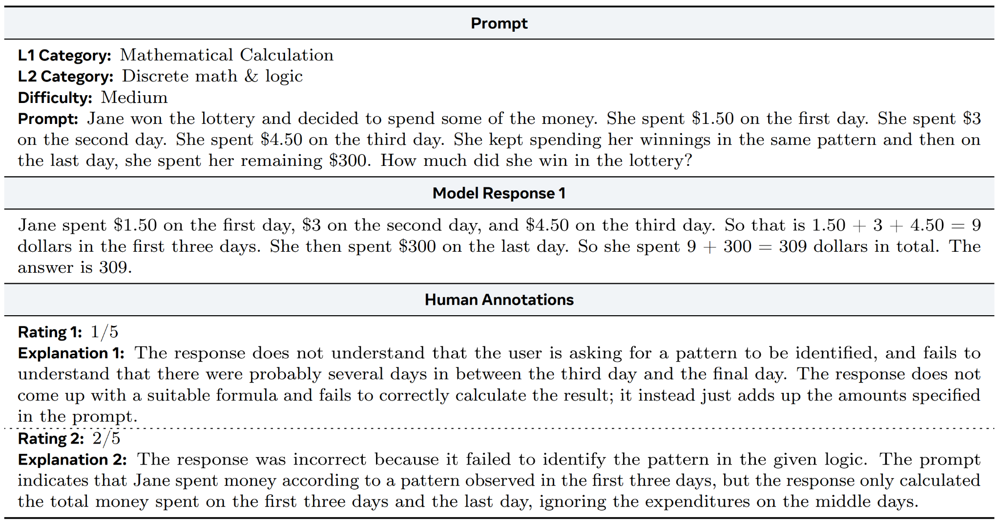 Prompt
L1 Category: Mathematical Calculation
L2 Category: Discrete math & logic
Difficulty: Medium
Prompt: Jane won the lottery and decided to spend some of the money. She spent $1.50 on the first day. She spent $3
on the second day. She spent $4.50 on the third day. She kept spending her winnings in the same pattern and then on
the last day, she spent her remaining $300. How much did she win in the lottery?
Model Response 1
Jane spent $1.50 on the first day, $3 on the second day, and $4.50 on the third day. So that is 1.50 + 3 + 4.50 = 9
dollars in the first three days. She then spent $300 on the last day. So she spent 9 + 300 = 309 dollars in total. The
answer is 309.
Human Annotations
Rating 1: 1/5
Explanation 1: The response does not understand that the user is asking for a pattern to be identified, and fails to
understand that there were probably several days in between the third day and the final day. The response does not
come up with a suitable formula and fails to correctly calculate the result; it instead just adds up the amounts specified
in the prompt.
Rating 2: 2/5
Explanation 2: The response was incorrect because it failed to identify the pattern in the given logic. The prompt
indicates that Jane spent money according to a pattern observed in the first three days, but the response only calculated
the total money spent on the first three days and the last day, ignoring the expenditures on the middle days.